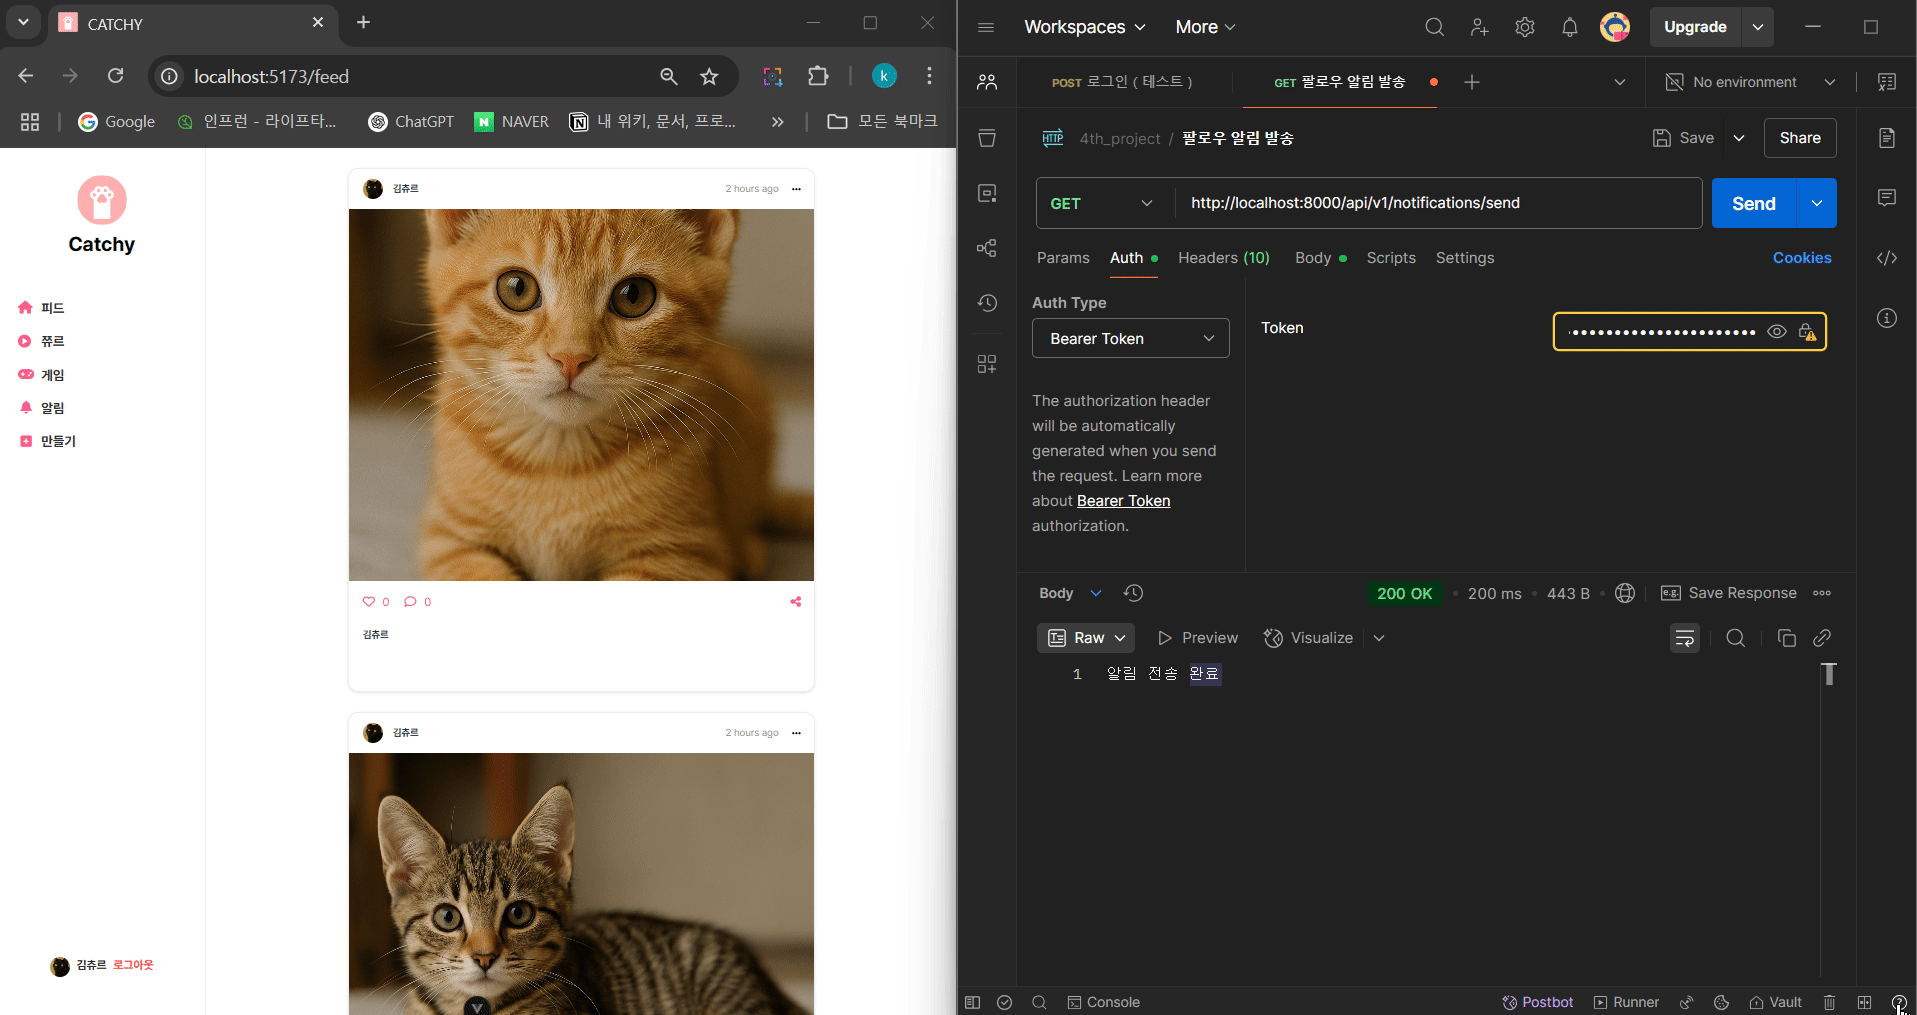 CATCHY
localhost:5173/feed
k
Google
인프런 - 라이프타...
ChatGPT
NAVER
내 위키, 문서, 프로...
모든 북마크
Catchy
피드
쮸르
게임
알림
만들기
김츄르 로그아웃
김츄르
2 hours ago
0 0
김츄르
김츄르
2 hours ago
Workspaces
More
Upgrade
POST 로그인 ( 테스트 )
GET 팔로우 알림 발송
No environment
HTTP 4th_project / 팔로우 알림 발송
Save
Share
GET
http://localhost:8000/api/v1/notifications/send
Send
Params Auth Headers (10) Body Scripts Settings
Cookies
Auth Type
Bearer Token
The authorization header
will be automatically
generated when you send
the request. Learn more
about Bearer Token
authorization.
Token
Body
200 OK • 200 ms • 443 B
e.g. Save Response
Raw Preview Visualize
1 알림 전송 완료
Console
Postbot Runner Vault